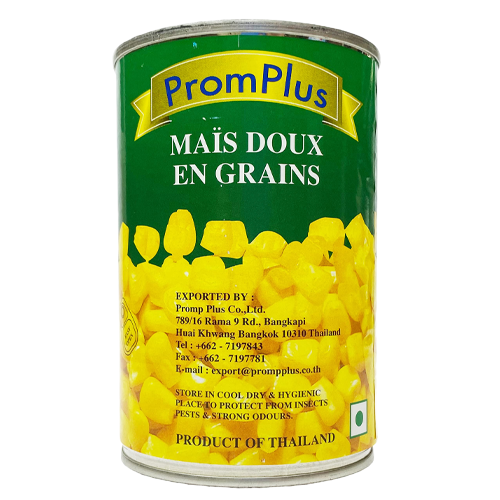 PromPlus
MAÏS DOUX
EN GRAINS
EXPORTED BY :
Promp Plus Co.,Ltd.
789/16 Rama 9 Rd., Bangkapi
Huai Khwang Bangkok 10310 Thailand
Tel : +662 - 7197843
Fax : +662 - 7197781
E-mail : export@prompplus.co.th
STORE IN COOL DRY & HYGIENIC
PLACE TO PROTECT FROM INSECTS
PESTS & STRONG ODOURS.
PRODUCT OF THAILAND